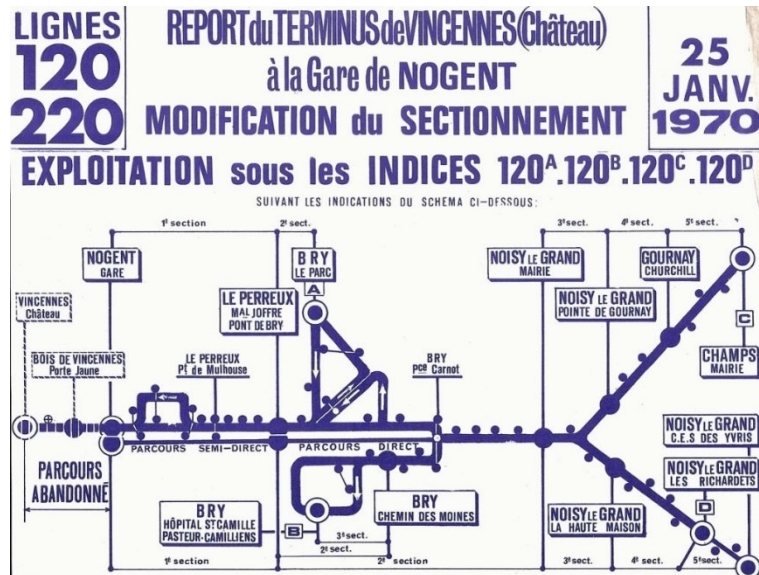 LIGNES
120
220
REPORT du TERMINUS de VINCENNES (Château)
à la Gare de NOGENT
MODIFICATION du SECTIONNEMENT
25
JANV.
1970
EXPLOITATION sous les INDICES 120A.120B.120C.120D
SUIVANT LES INDICATIONS DU SCHEMA CI-DESSOUS:
1e section
2e sect.
3e sect.
4e sect.
5e sect.
NOGENT
GARE
BRY
LE PARC
A
NOISY LE GRAND
MAIRIE
GOURNAY
CHURCHILL
VINCENNES
Château
LE PERREUX
Mal JOFFRE
PONT DE BRY
NOISY LE GRAND
POINTE DE GOURNAY
C
BOIS DE VINCENNES
Porte Jaune
LE PERREUX
Pt de Mulhouse
BRY
Pce Carnot
CHAMPS
MAIRIE
PARCOURS SEMI-DIRECT
PARCOURS DIRECT
NOISY LE GRAND
C.E.S DES YVRIS
PARCOURS
ABANDONNÉ
NOISY LE GRAND
LES RICHARDETS
BRY
HÔPITAL St CAMILLE
PASTEUR-CAMILLIENS
B
BRY
CHEMIN DES MOINES
NOISY LE GRAND
LA HAUTE MAISON
D
3e sect.
2e sect.
1e section
2e section
3e sect.
4e sect.
5e sect.